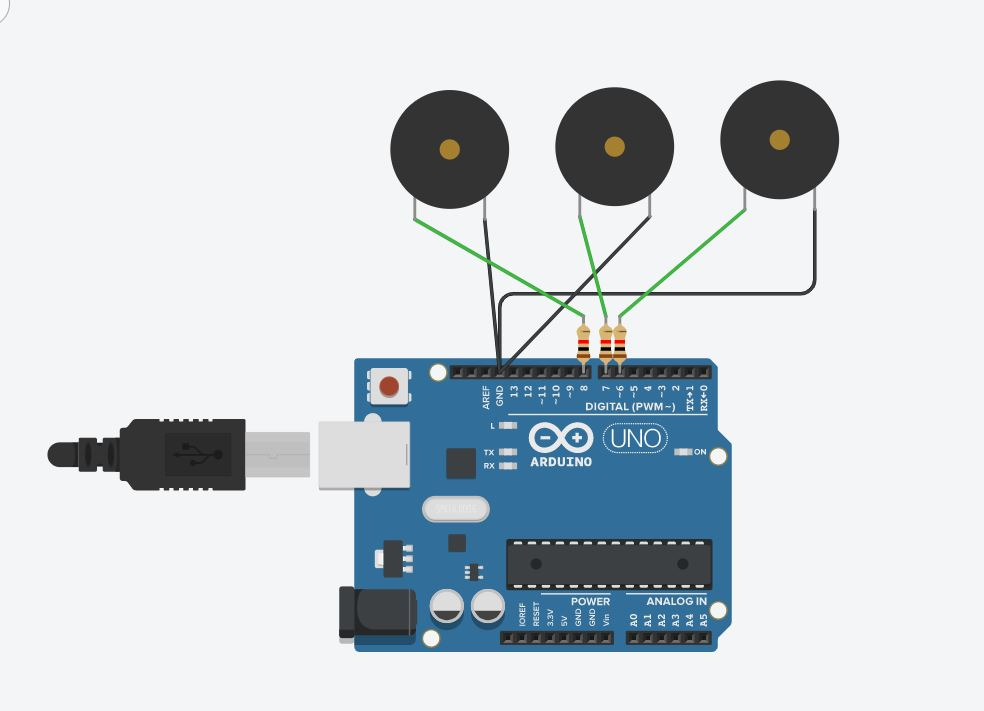 AREF
GND
13
12
~11
~10
~9
8
7
~6
~5
4
~3
2
TX→1
RX←0
DIGITAL (PWM~)
L
TX
RX
UNO
ARDUINO
ON
POWER
ANALOG IN
IOREF
RESET
3.3V
5V
GND
GND
Vin
A0
A1
A2
A3
A4
A5